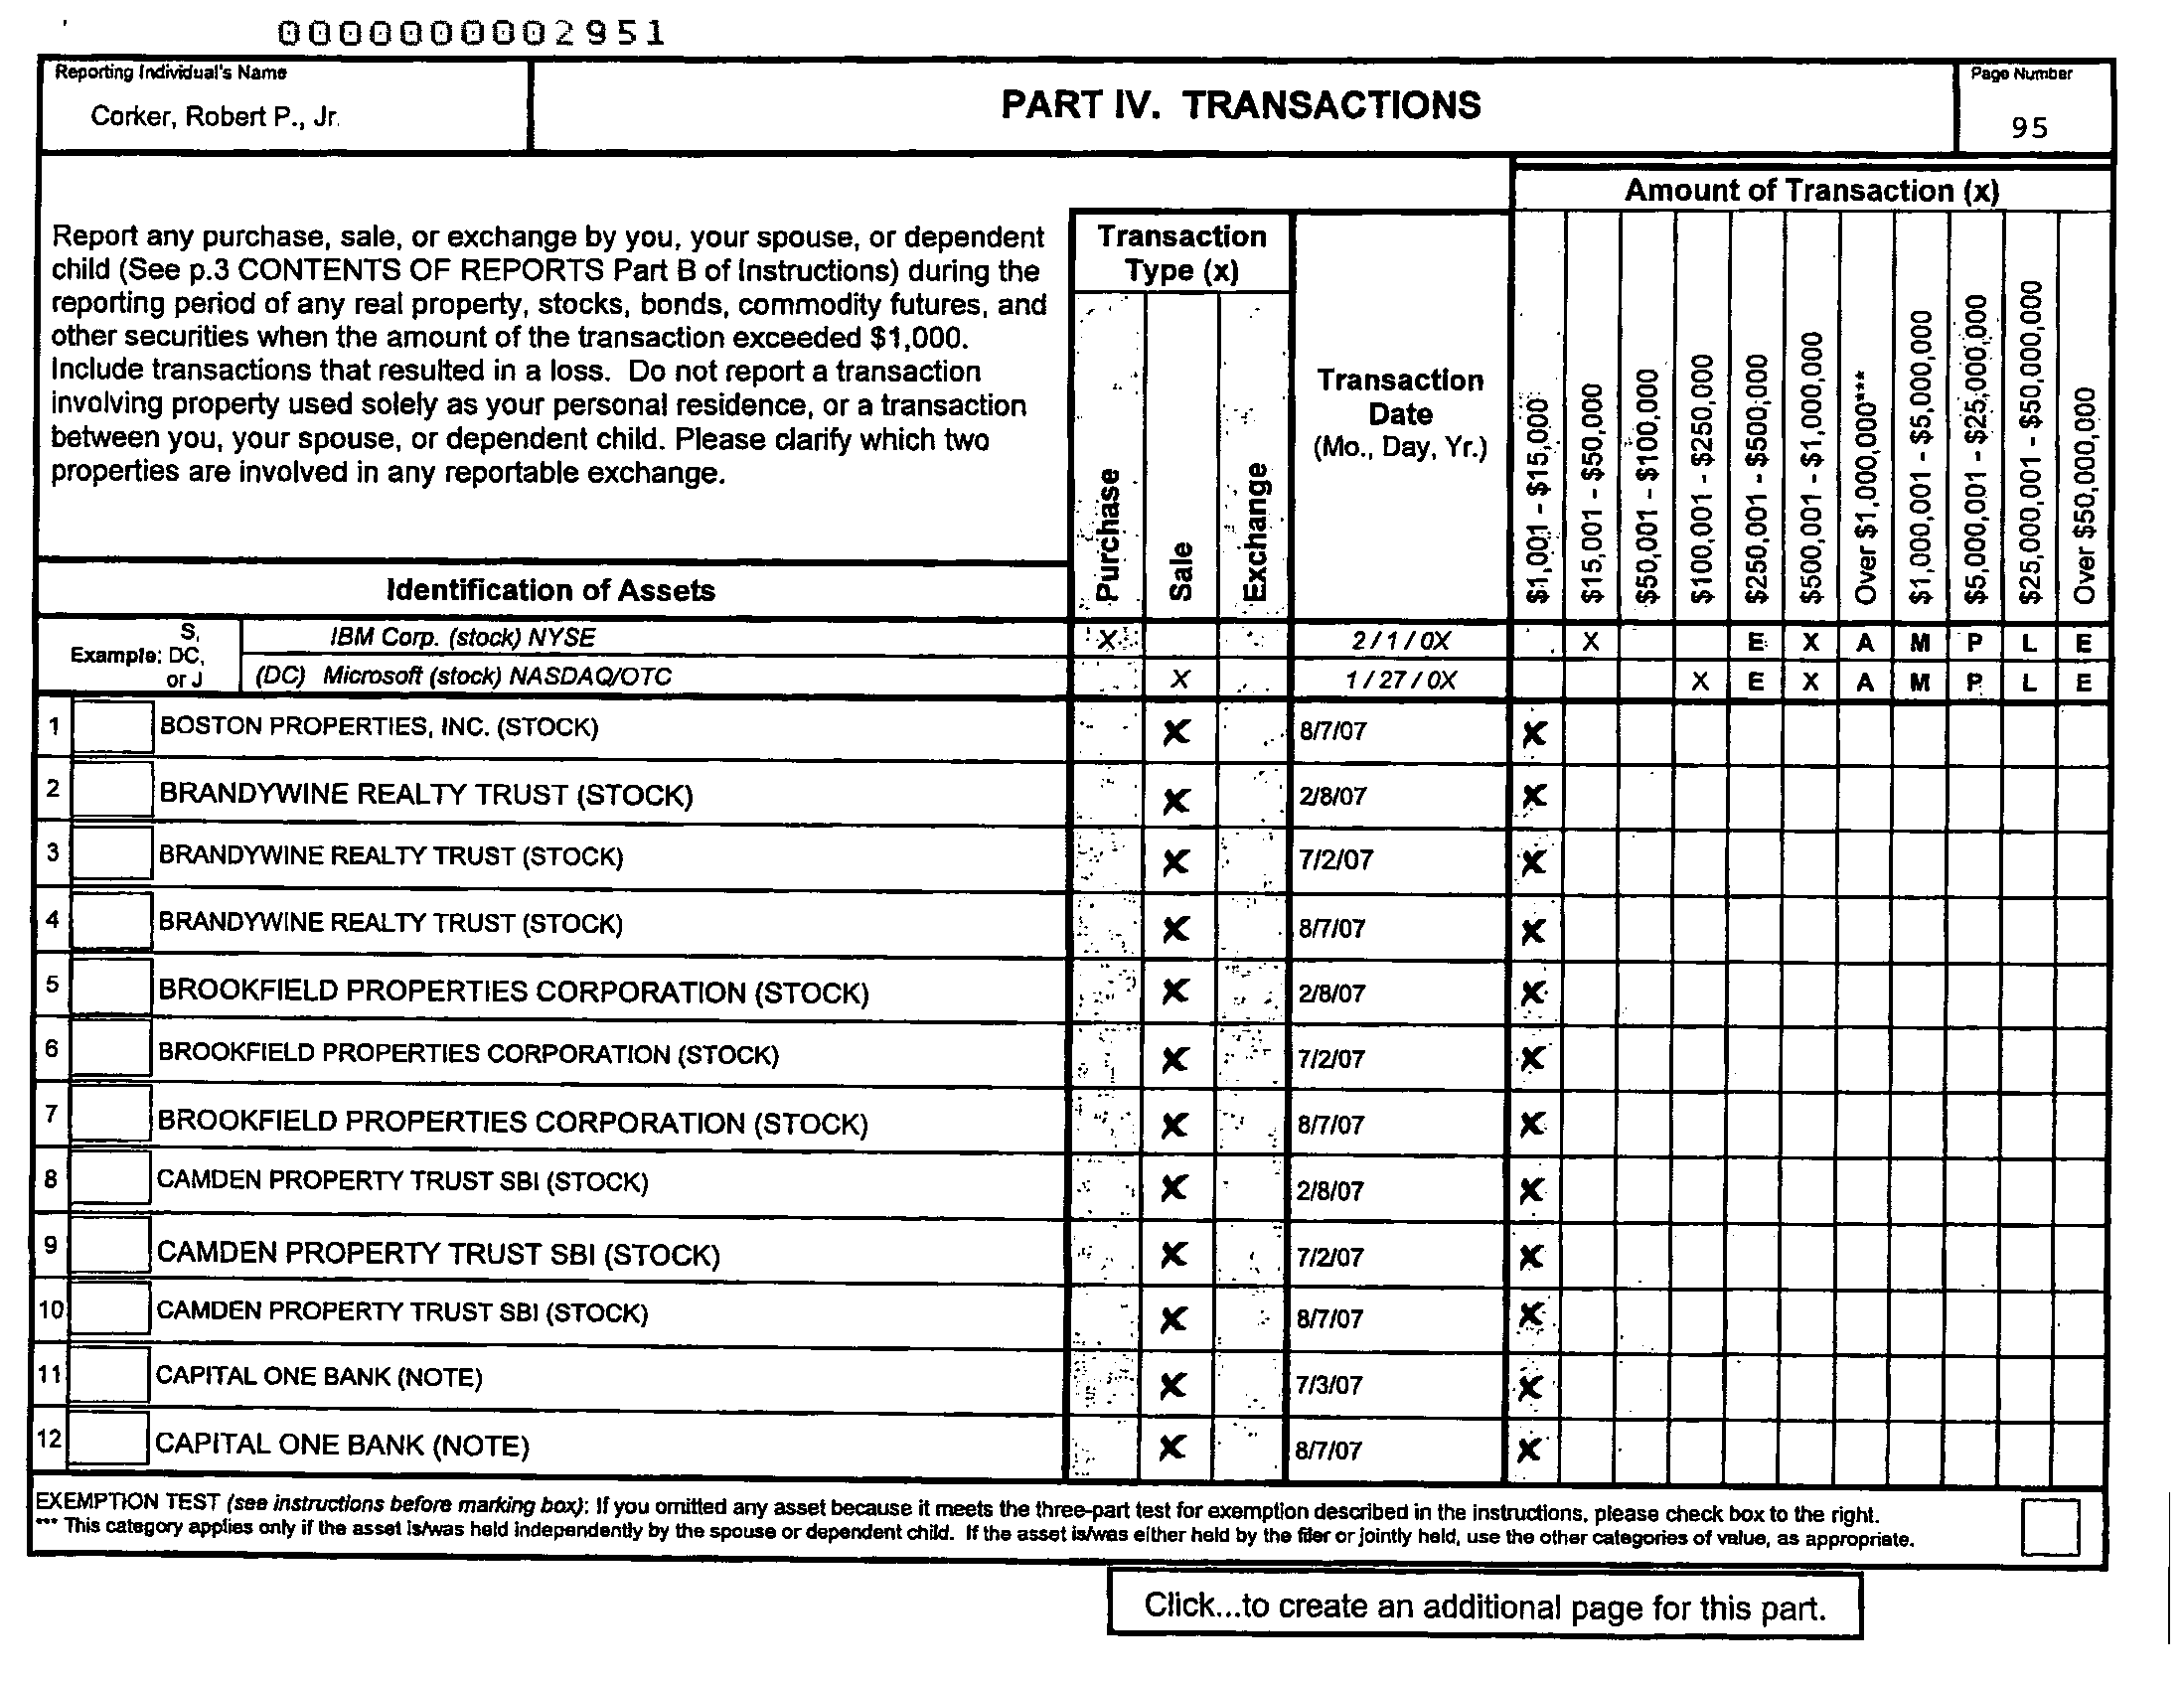 0000000002951
Reporting Individual's Name
Corker, Robert P., Jr.
PART IV. TRANSACTIONS
Page Number
95
Report any purchase, sale, or exchange by you, your spouse, or dependent
child (See p.3 CONTENTS OF REPORTS Part B of Instructions) during the
reporting period of any real property, stocks, bonds, commodity futures, and
other securities when the amount of the transaction exceeded $1,000.
Include transactions that resulted in a loss. Do not report a transaction
involving property used solely as your personal residence, or a transaction
between you, your spouse, or dependent child. Please clarify which two
properties are involved in any reportable exchange.
Identification of Assets
Transaction
Type (x)
Purchase
Sale
Exchange
Transaction
Date
(Mo., Day, Yr.)
Amount of Transaction (x)
$1,001 - $15,000
$15,001 - $50,000
$50,001 - $100,000
$100,001 - $250,000
$250,001 - $500,000
$500,001 - $1,000,000
Over $1,000,000***
$1,000,001 - $5,000,000
$5,000,001 - $25,000,000
$25,000,001 - $50,000,000
Over $50,000,000
Example: S, DC, or J
IBM Corp. (stock) NYSE X 2 / 1 / 0X X E X A M P L E
(DC) Microsoft (stock) NASDAQ/OTC X 1 / 27 / 0X X E X A M P L E
1 BOSTON PROPERTIES, INC. (STOCK) X 8/7/07 X
2 BRANDYWINE REALTY TRUST (STOCK) X 2/8/07 X
3 BRANDYWINE REALTY TRUST (STOCK) X 7/2/07 X
4 BRANDYWINE REALTY TRUST (STOCK) X 8/7/07 X
5 BROOKFIELD PROPERTIES CORPORATION (STOCK) X 2/8/07 X
6 BROOKFIELD PROPERTIES CORPORATION (STOCK) X 7/2/07 X
7 BROOKFIELD PROPERTIES CORPORATION (STOCK) X 8/7/07 X
8 CAMDEN PROPERTY TRUST SBI (STOCK) X 2/8/07 X
9 CAMDEN PROPERTY TRUST SBI (STOCK) X 7/2/07 X
10 CAMDEN PROPERTY TRUST SBI (STOCK) X 8/7/07 X
11 CAPITAL ONE BANK (NOTE) X 7/3/07 X
12 CAPITAL ONE BANK (NOTE) X 8/7/07 X
EXEMPTION TEST (see instructions before marking box): If you omitted any asset because it meets the three-part test for exemption described in the instructions, please check box to the right.
*** This category applies only if the asset is/was held independently by the spouse or dependent child. If the asset is/was either held by the filer or jointly held, use the other categories of value, as appropriate.
Click...to create an additional page for this part.